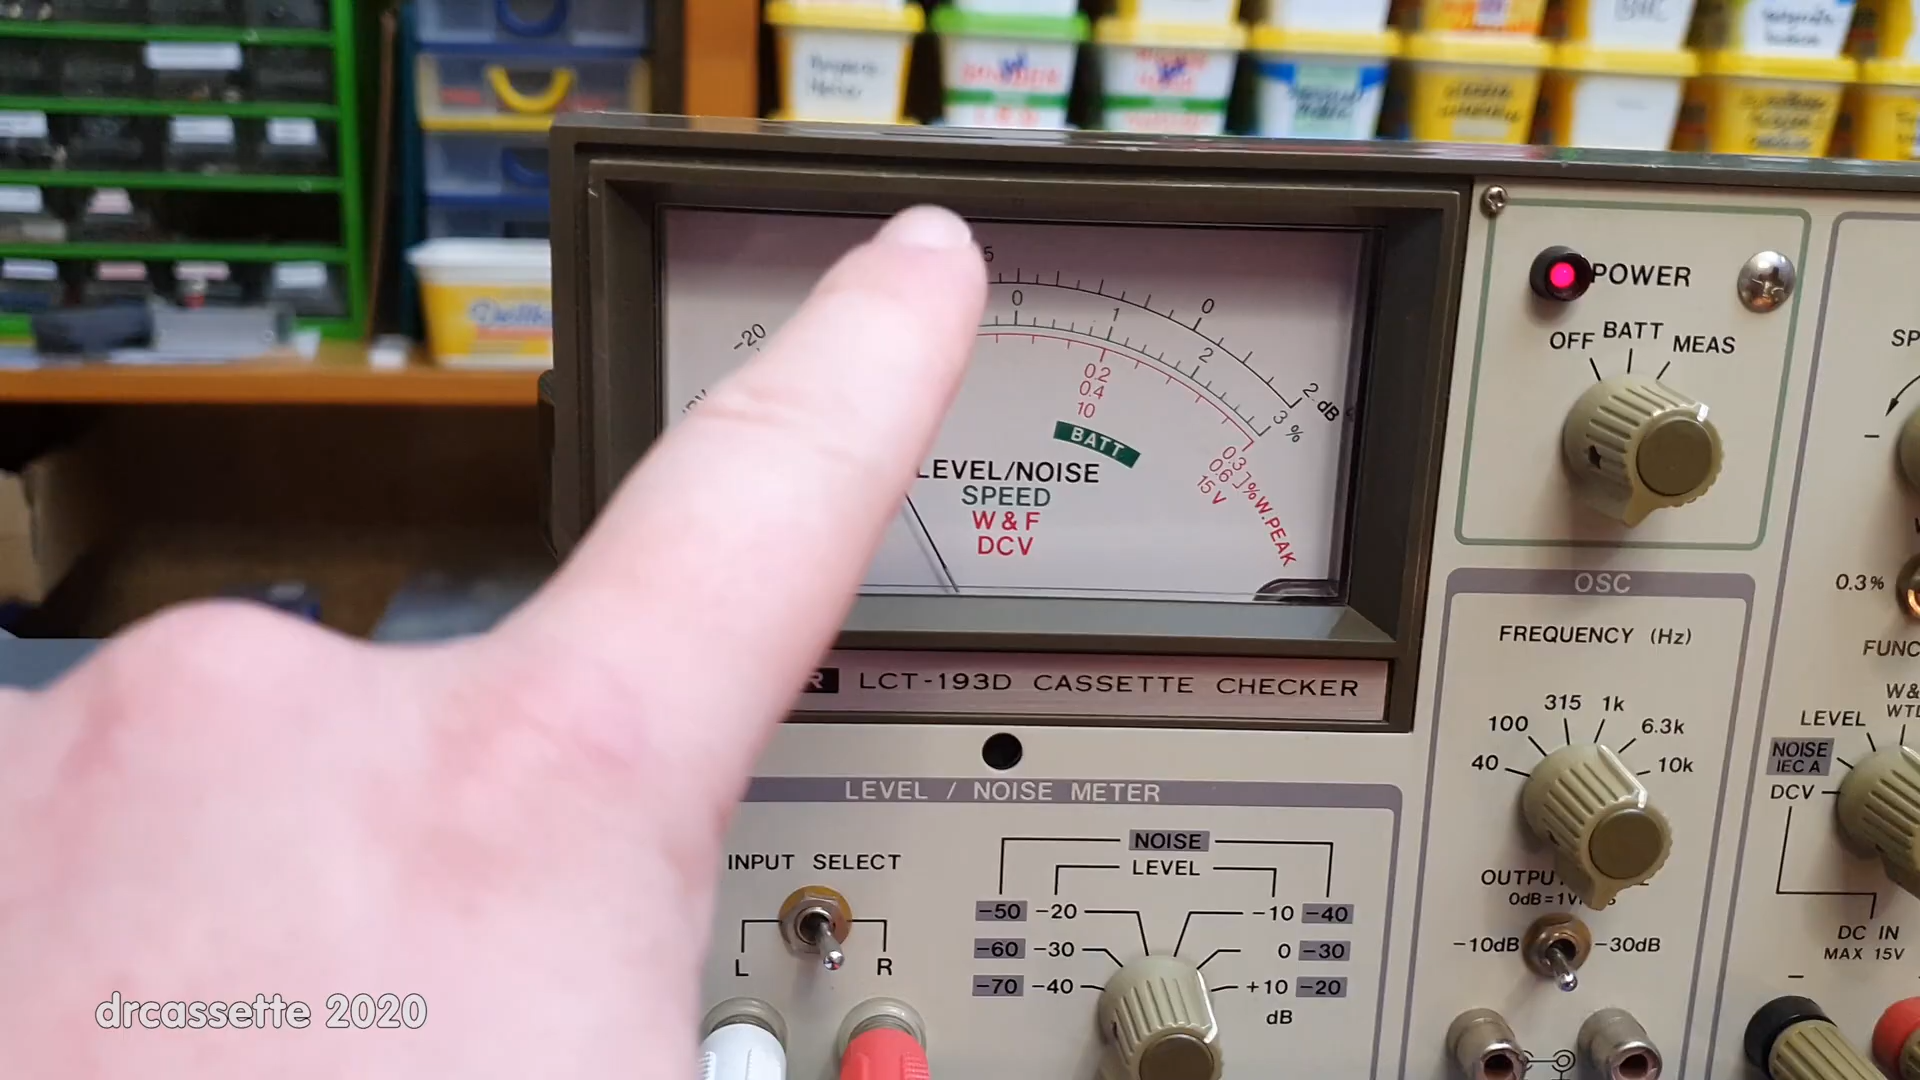 5
0
-20
0
1
2
2 dB
3 %
0.2
0.4
10
BATT
0.3
0.6
15 V
% W.PEAK
LEVEL/NOISE
SPEED
W & F
DCV
R LCT-193D CASSETTE CHECKER
POWER
OFF BATT MEAS
SP
0.3%
OSC
FREQUENCY (Hz)
40 100 315 1k 6.3k 10k
-10dB -30dB
FUNC
W&
WT
LEVEL
NOISE
IEC A
DCV
DC IN
MAX 15V
LEVEL / NOISE METER
INPUT SELECT
L R
NOISE
LEVEL
-50 -20 -10 -40
-60 -30 0 -30
-70 -40 +10 -20
dB
drcassette 2020